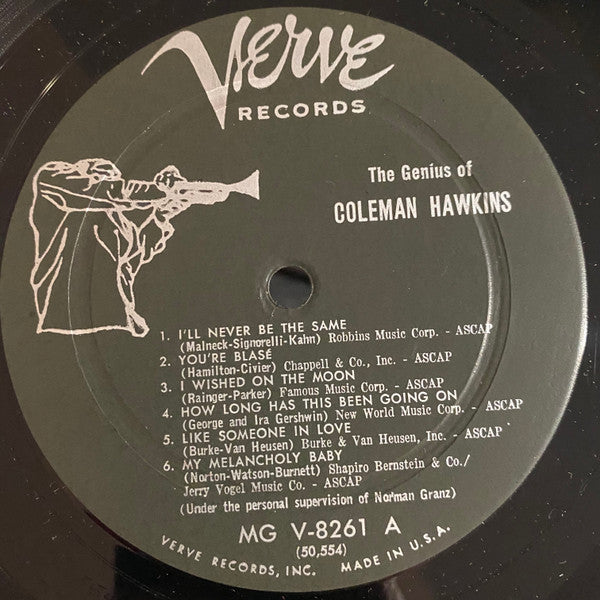 Verve
RECORDS
The Genius of
COLEMAN HAWKINS
1. I'LL NEVER BE THE SAME
(Malneck-Signorelli-Kahn) Robbins Music Corp. - ASCAP
2. YOU'RE BLASÉ
(Hamilton-Civier) Chappell & Co., Inc. - ASCAP
3. I WISHED ON THE MOON
(Rainger-Parker) Famous Music Corp. - ASCAP
4. HOW LONG HAS THIS BEEN GOING ON
(George and Ira Gershwin) New World Music Corp. - ASCAP
5. LIKE SOMEONE IN LOVE
(Burke-Van Heusen) Burke & Van Heusen, Inc. - ASCAP
6. MY MELANCHOLY BABY
(Norton-Watson-Burnett) Shapiro Bernstein & Co./
Jerry Vogel Music Co. - ASCAP
(Under the personal supervision of Norman Granz)
MG V-8261 A
(50,554)
VERVE RECORDS, INC. MADE IN U.S.A.